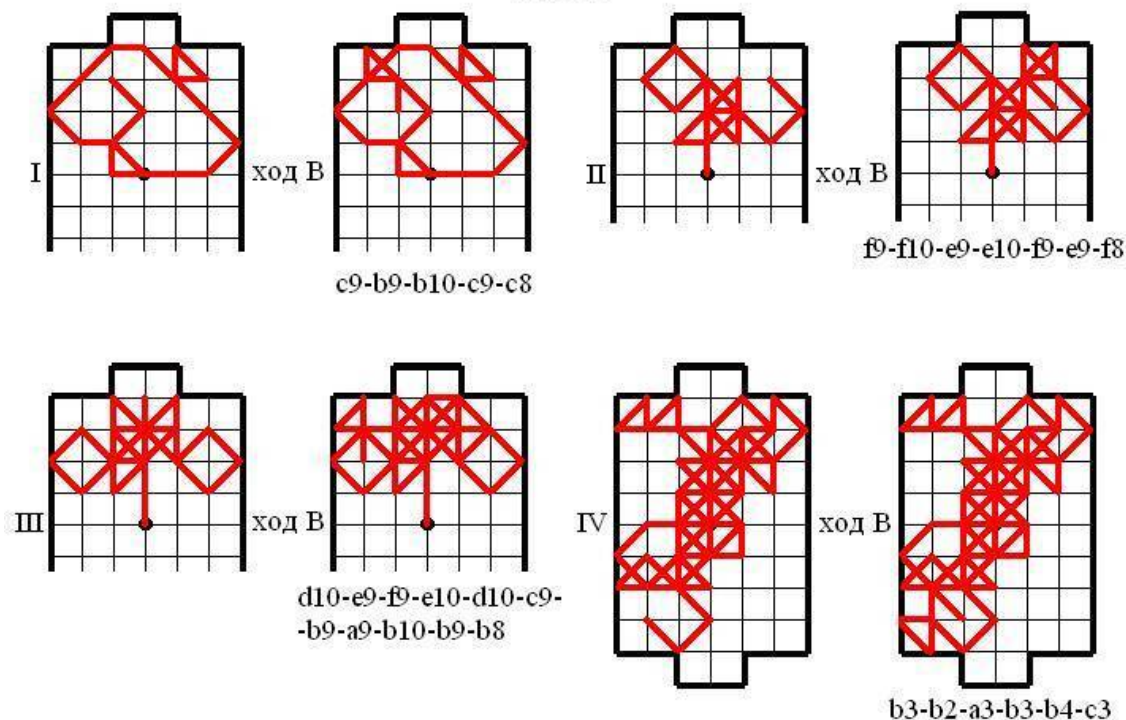 I
ход В
c9-b9-b10-c9-c8
II
ход В
f9-f10-e9-e10-f9-e9-f8
III
ход В
d10-e9-f9-e10-d10-c9-
-b9-a9-b10-b9-b8
IV
ход В
b3-b2-a3-b3-b4-c3